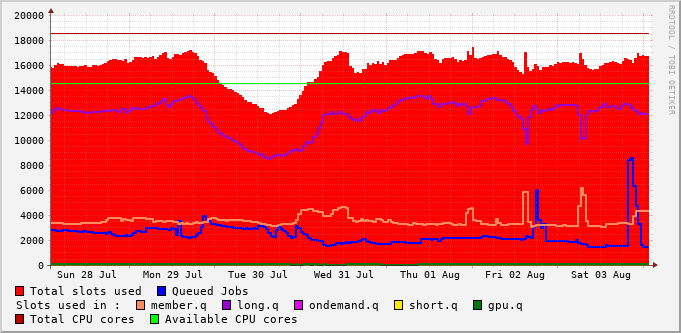 20000
18000
16000
14000
12000
10000
8000
6000
4000
2000
0
Sun 28 Jul Mon 29 Jul Tue 30 Jul Wed 31 Jul Thu 01 Aug Fri 02 Aug Sat 03 Aug
RRDTOOL / TOBI OETIKER
Total slots used Queued Jobs
Slots used in : member.q long.q ondemand.q short.q gpu.q
Total CPU cores Available CPU cores